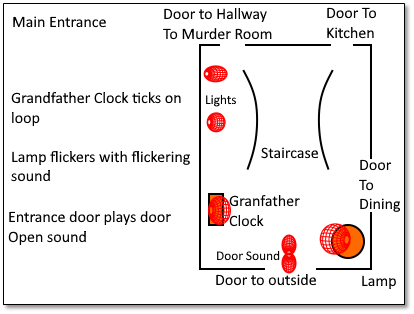 Main Entrance
Door to Hallway
To Murder Room
Door To
Kitchen
Grandfather Clock ticks on
loop
Lights
Lamp flickers with flickering
sound
Staircase
Door
To
Dining
Entrance door plays door
Open sound
Granfather
Clock
Door Sound
Door to outside
Lamp